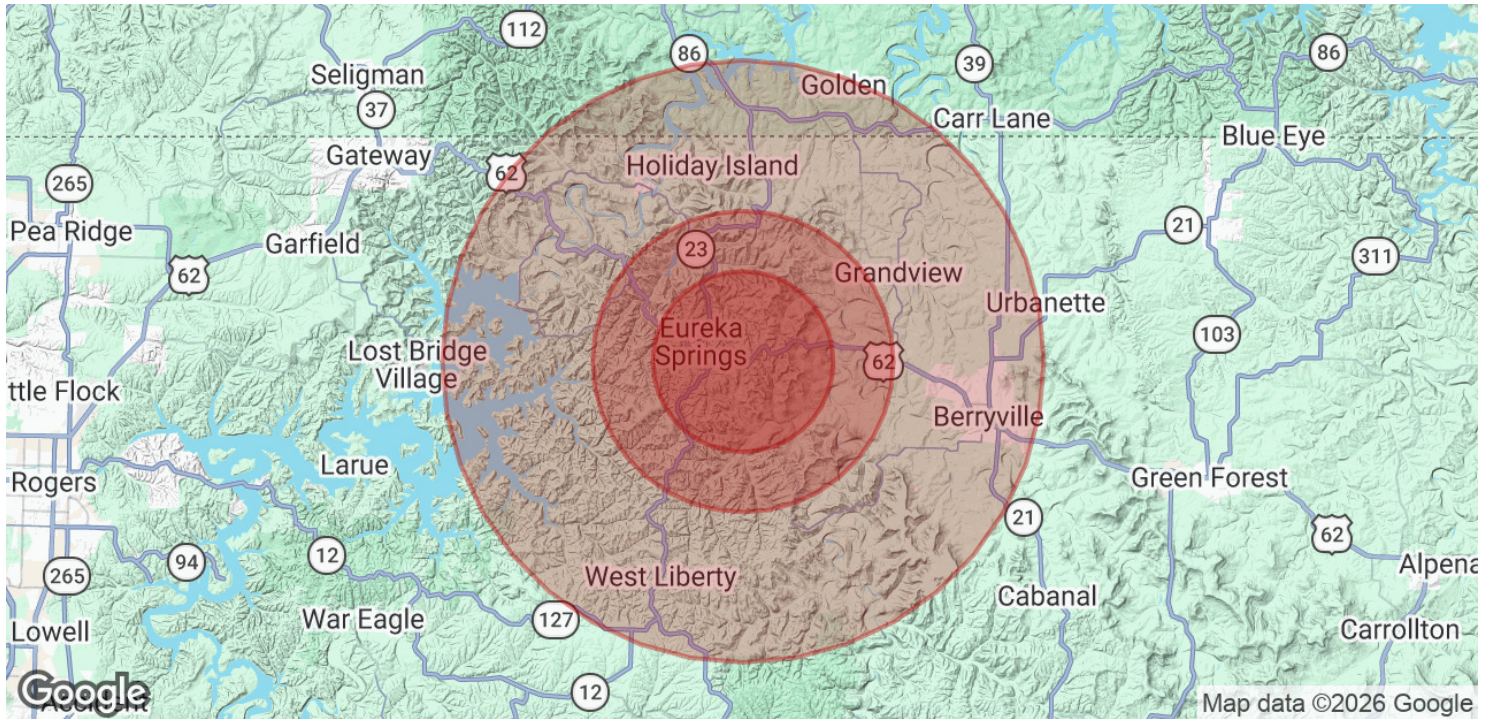 112
86
39
86
Seligman
Golden
37
Carr Lane
Blue Eye
Gateway
62
Holiday Island
265
21
Pea Ridge
Garfield
23
311
62
Grandview
Urbanette
Eureka
Springs
103
Lost Bridge
Village
62
ttle Flock
Berryville
Larue
Green Forest
Rogers
21
62
94
12
Alpena
265
West Liberty
Cabanal
War Eagle
127
Lowell
Carrollton
12
Google
Map data ©2026 Google